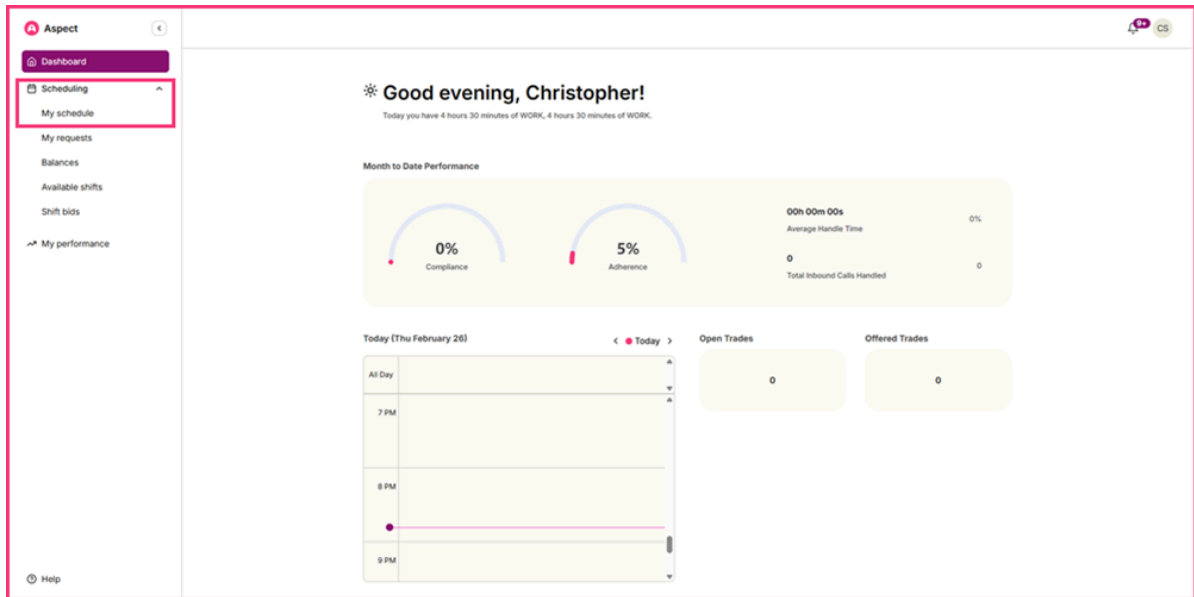 Aspect
9+
CS
Dashboard
Scheduling
My schedule
My requests
Balances
Available shifts
Shift bids
My performance
Help
Good evening, Christopher!
Today you have 4 hours 30 minutes of WORK, 4 hours 30 minutes of WORK.
Month to Date Performance
0%
Compliance
5%
Adherence
00h 00m 00s
Average Handle Time
0%
0
Total Inbound Calls Handled
0
Today (Thu February 26)
< Today >
All Day
7 PM
8 PM
9 PM
Open Trades
0
Offered Trades
0